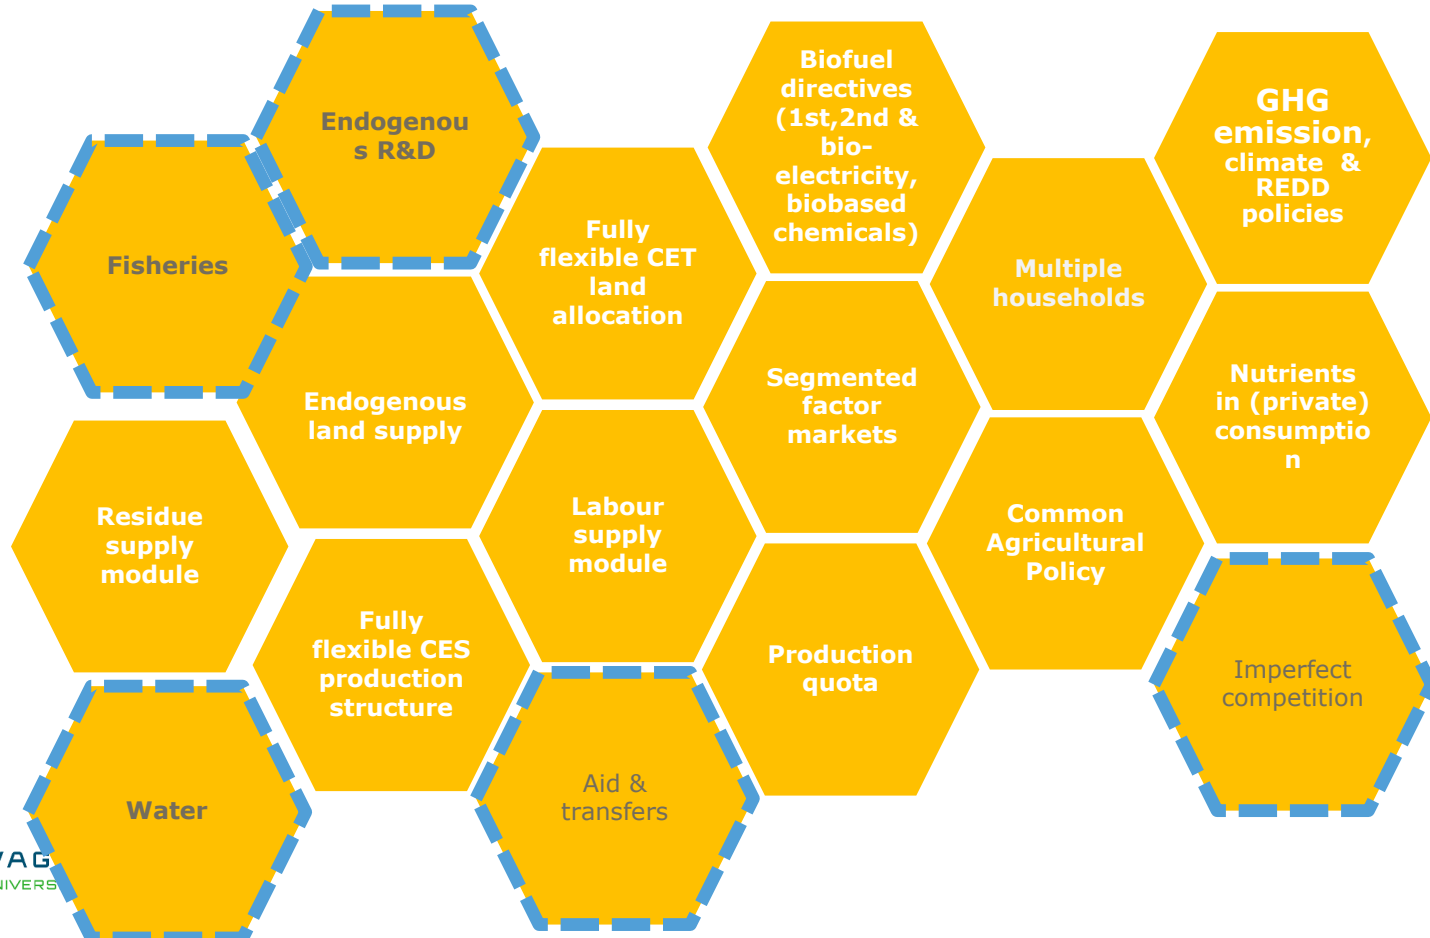 Endogenou
s R&D
Fisheries
Biofuel
directives
(1st,2nd &
bio-
electricity,
biobased
chemicals)
GHG
emission,
climate &
REDD
policies
Fully
flexible CET
land
allocation
Multiple
households
Endogenous
land supply
Segmented
factor
markets
Nutrients
in (private)
consumptio
n
Residue
supply
module
Labour
supply
module
Common
Agricultural
Policy
Fully
flexible CES
production
structure
Production
quota
Imperfect
competition
Water
Aid &
transfers